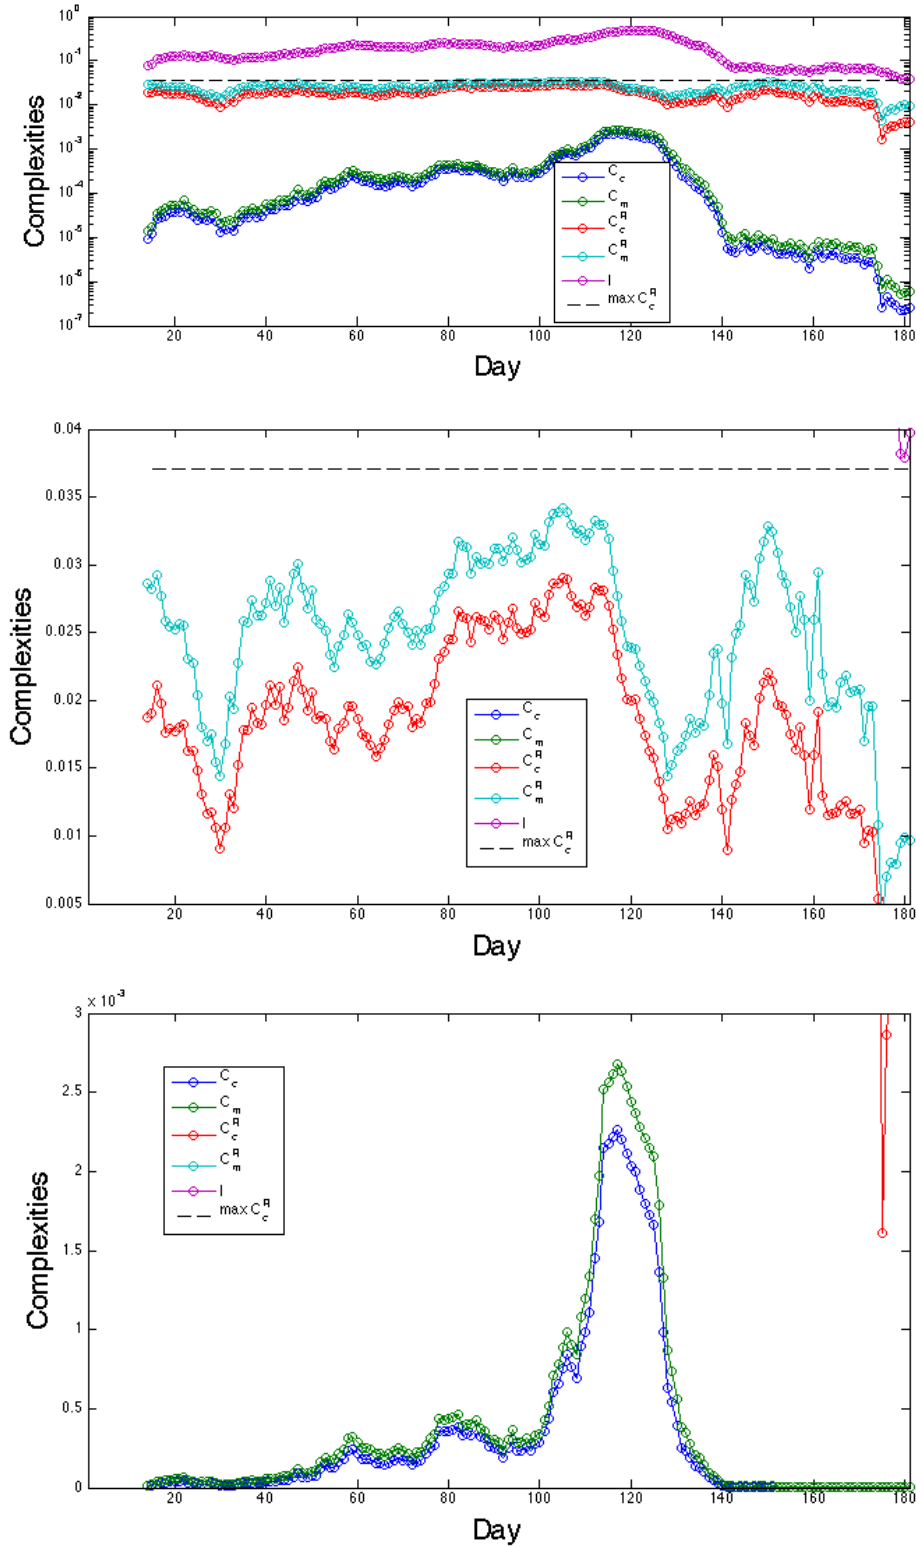 10^0
10^-1
10^-2
10^-3
10^-4
10^-5
10^-6
10^-7
Complexities
C_c
C_m
C_c^q
C_m^q
I
max C_c^q
20 40 60 80 100 120 140 160 180
Day
0.04
0.035
0.03
0.025
0.02
0.015
0.01
0.005
Complexities
C_c
C_m
C_c^q
C_m^q
I
max C_c^q
20 40 60 80 100 120 140 160 180
Day
× 10^-3
3
2.5
2
1.5
1
0.5
0
Complexities
C_c
C_m
C_c^q
C_m^q
I
max C_c^q
20 40 60 80 100 120 140 160 180
Day